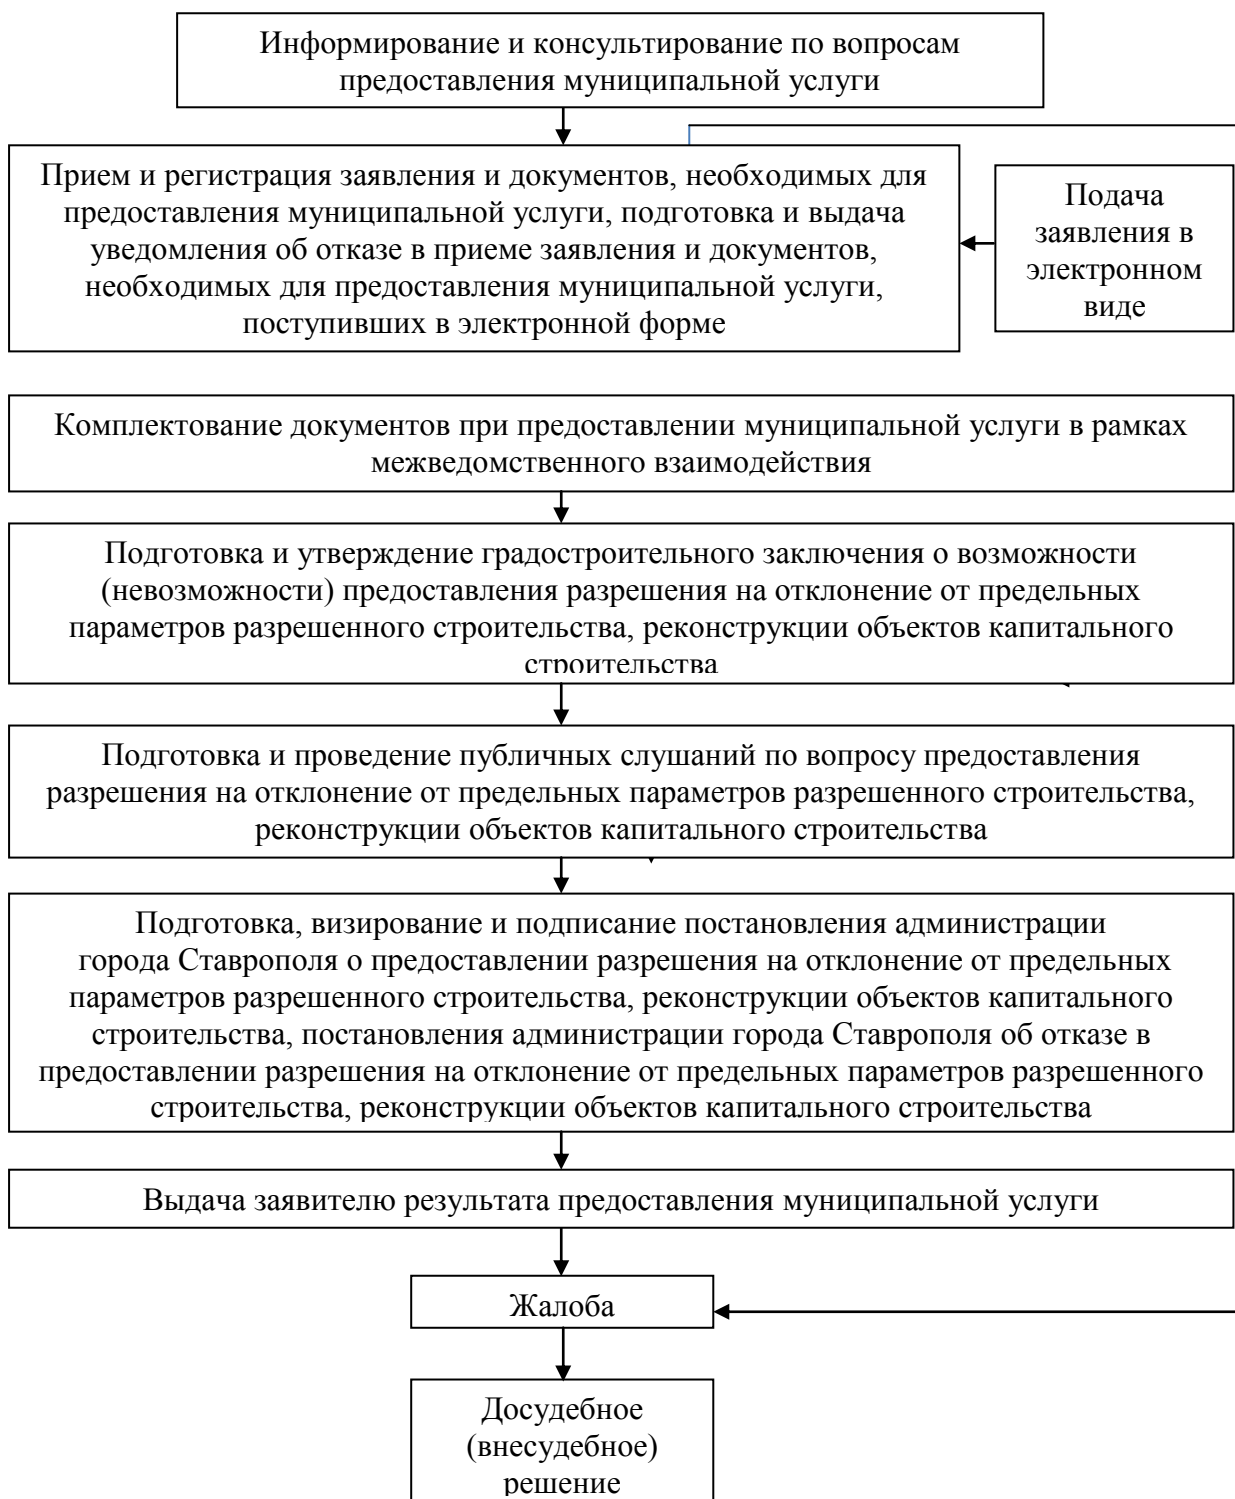 Информирование и консультирование по вопросам
предоставления муниципальной услуги
Прием и регистрация заявления и документов, необходимых для
предоставления муниципальной услуги, подготовка и выдача
уведомления об отказе в приеме заявления и документов,
необходимых для предоставления муниципальной услуги,
поступивших в электронной форме
Подача
заявления в
электронном
виде
Комплектование документов при предоставлении муниципальной услуги в рамках
межведомственного взаимодействия
Подготовка и утверждение градостроительного заключения о возможности
(невозможности) предоставления разрешения на отклонение от предельных
параметров разрешенного строительства, реконструкции объектов капитального
строительства
Подготовка и проведение публичных слушаний по вопросу предоставления
разрешения на отклонение от предельных параметров разрешенного строительства,
реконструкции объектов капитального строительства
Подготовка, визирование и подписание постановления администрации
города Ставрополя о предоставлении разрешения на отклонение от предельных
параметров разрешенного строительства, реконструкции объектов капитального
строительства, постановления администрации города Ставрополя об отказе в
предоставлении разрешения на отклонение от предельных параметров разрешенного
строительства, реконструкции объектов капитального строительства
Выдача заявителю результата предоставления муниципальной услуги
Жалоба
Досудебное
(внесудебное)
решение